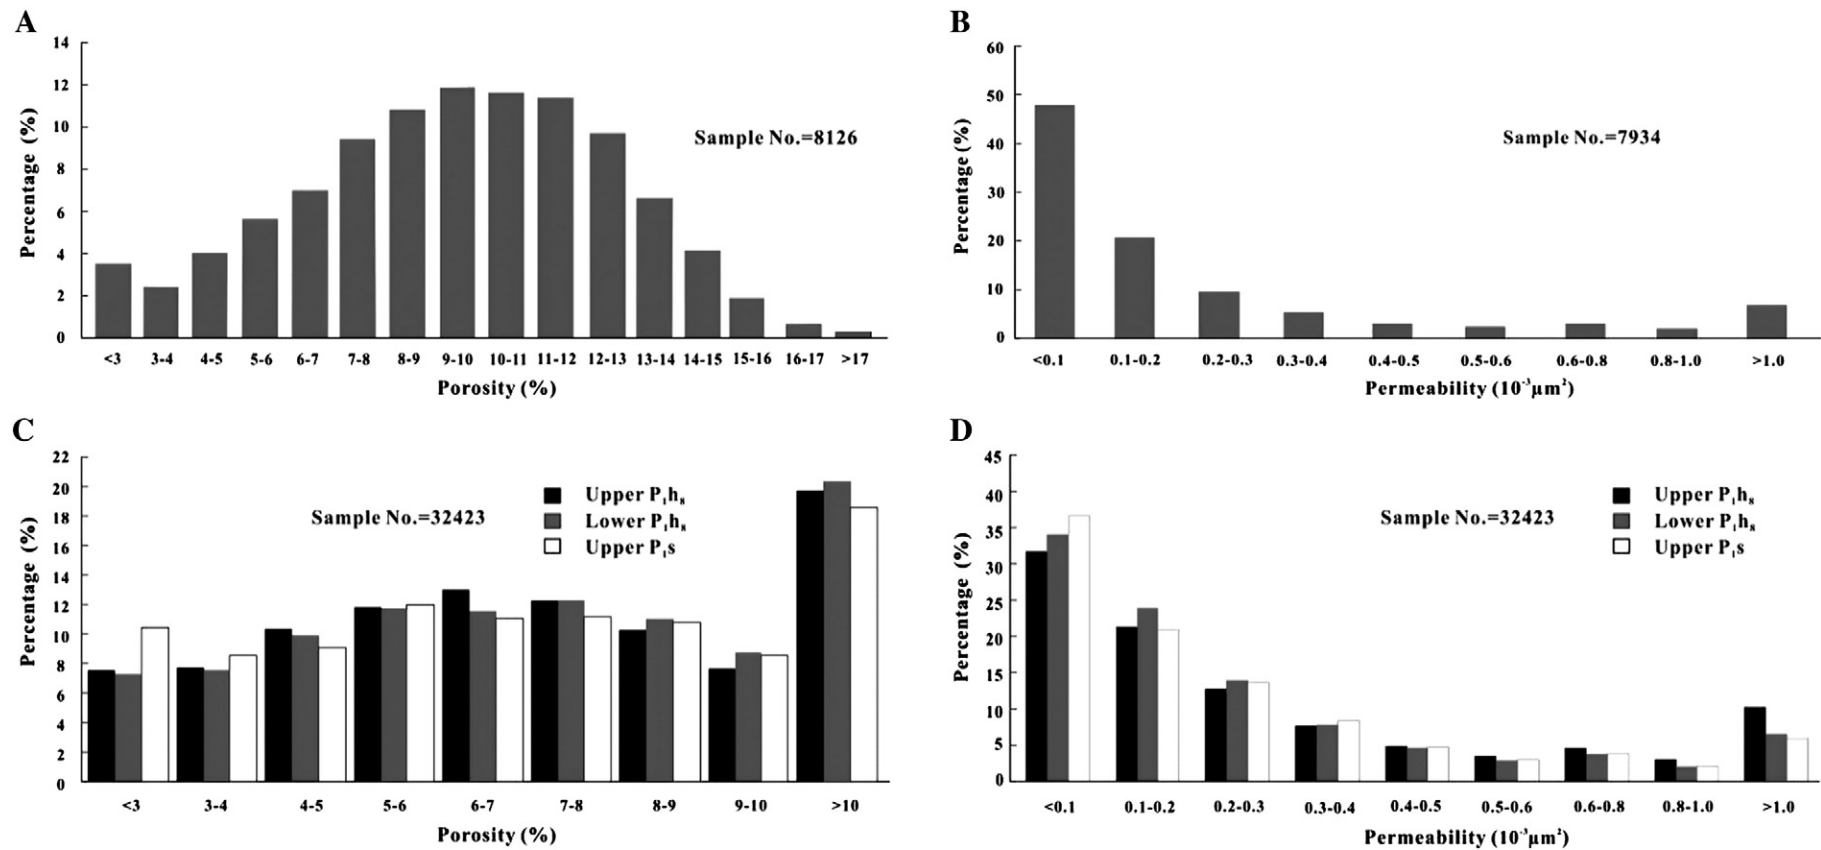 A
14
12
10
8
6
4
2
0
Percentage (%)
Sample No.=8126
<3 3-4 4-5 5-6 6-7 7-8 8-9 9-10 10-11 11-12 12-13 13-14 14-15 15-16 16-17 >17
Porosity (%)
B
60
50
40
30
20
10
0
Percentage (%)
Sample No.=7934
<0.1 0.1-0.2 0.2-0.3 0.3-0.4 0.4-0.5 0.5-0.6 0.6-0.8 0.8-1.0 >1.0
Permeability (10⁻³μm²)
C
22
20
18
16
14
12
10
8
6
4
2
0
Percentage (%)
Sample No.=32423
Upper P₁h₈
Lower P₁h₈
Upper P₁s
<3 3-4 4-5 5-6 6-7 7-8 8-9 9-10 >10
Porosity (%)
D
45
40
35
30
25
20
15
10
5
0
Percentage (%)
Sample No.=32423
Upper P₁h₈
Lower P₁h₈
Upper P₁s
<0.1 0.1-0.2 0.2-0.3 0.3-0.4 0.4-0.5 0.5-0.6 0.6-0.8 0.8-1.0 >1.0
Permeability (10⁻³μm²)